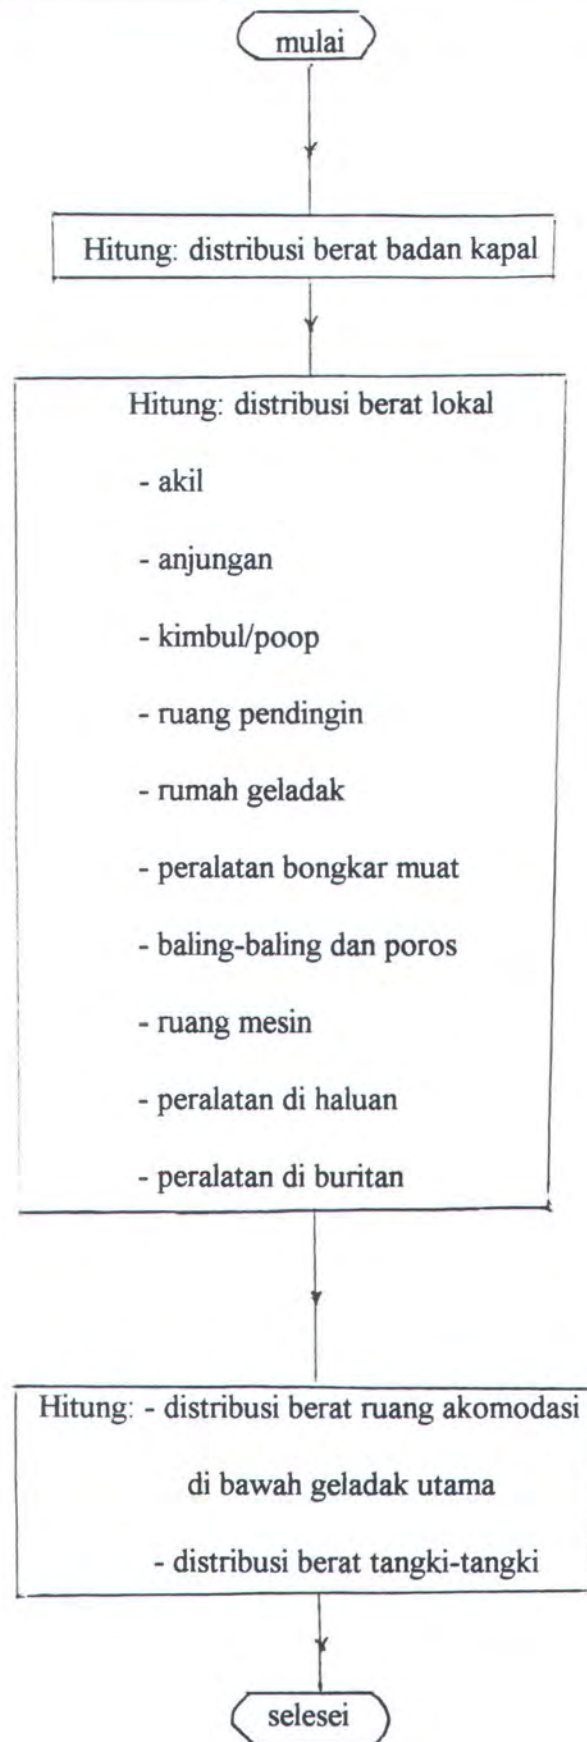 mulai
Hitung: distribusi berat badan kapal
Hitung: distribusi berat lokal
- akil
- anjungan
- kimbul/poop
- ruang pendingin
- rumah geladak
- peralatan bongkar muat
- baling-baling dan poros
- ruang mesin
- peralatan di haluan
- peralatan di buritan
Hitung: - distribusi berat ruang akomodasi
di bawah geladak utama
- distribusi berat tangki-tangki
selesei